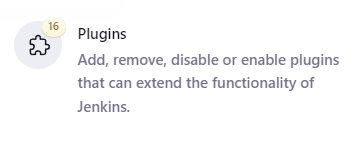 16
Plugins
Add, remove, disable or enable plugins
that can extend the functionality of
Jenkins.